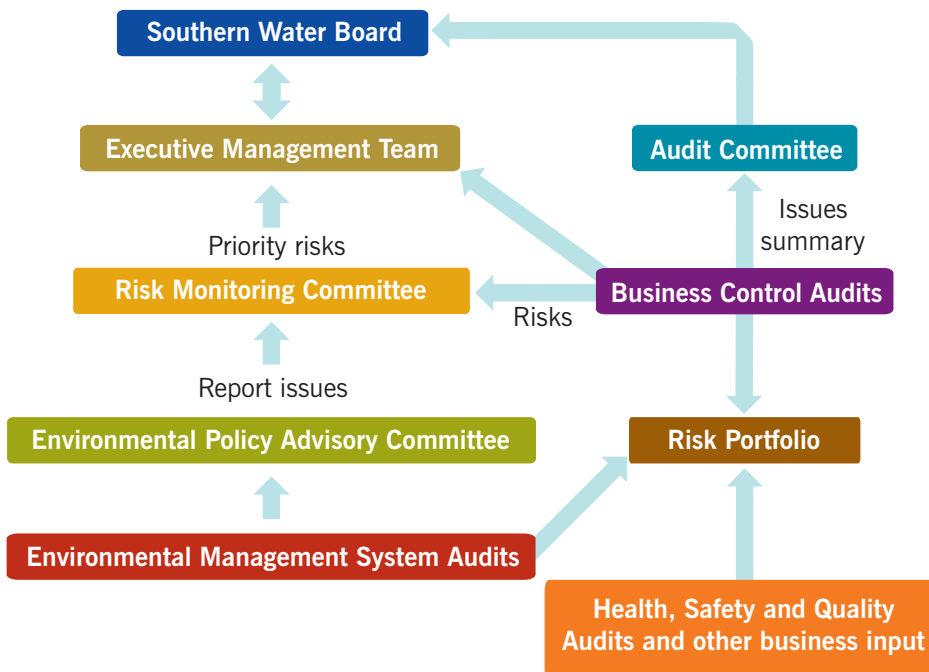 Southern Water Board
Executive Management Team
Audit Committee
Issues
summary
Priority risks
Risk Monitoring Committee
Business Control Audits
Risks
Report issues
Environmental Policy Advisory Committee
Risk Portfolio
Environmental Management System Audits
Health, Safety and Quality
Audits and other business input